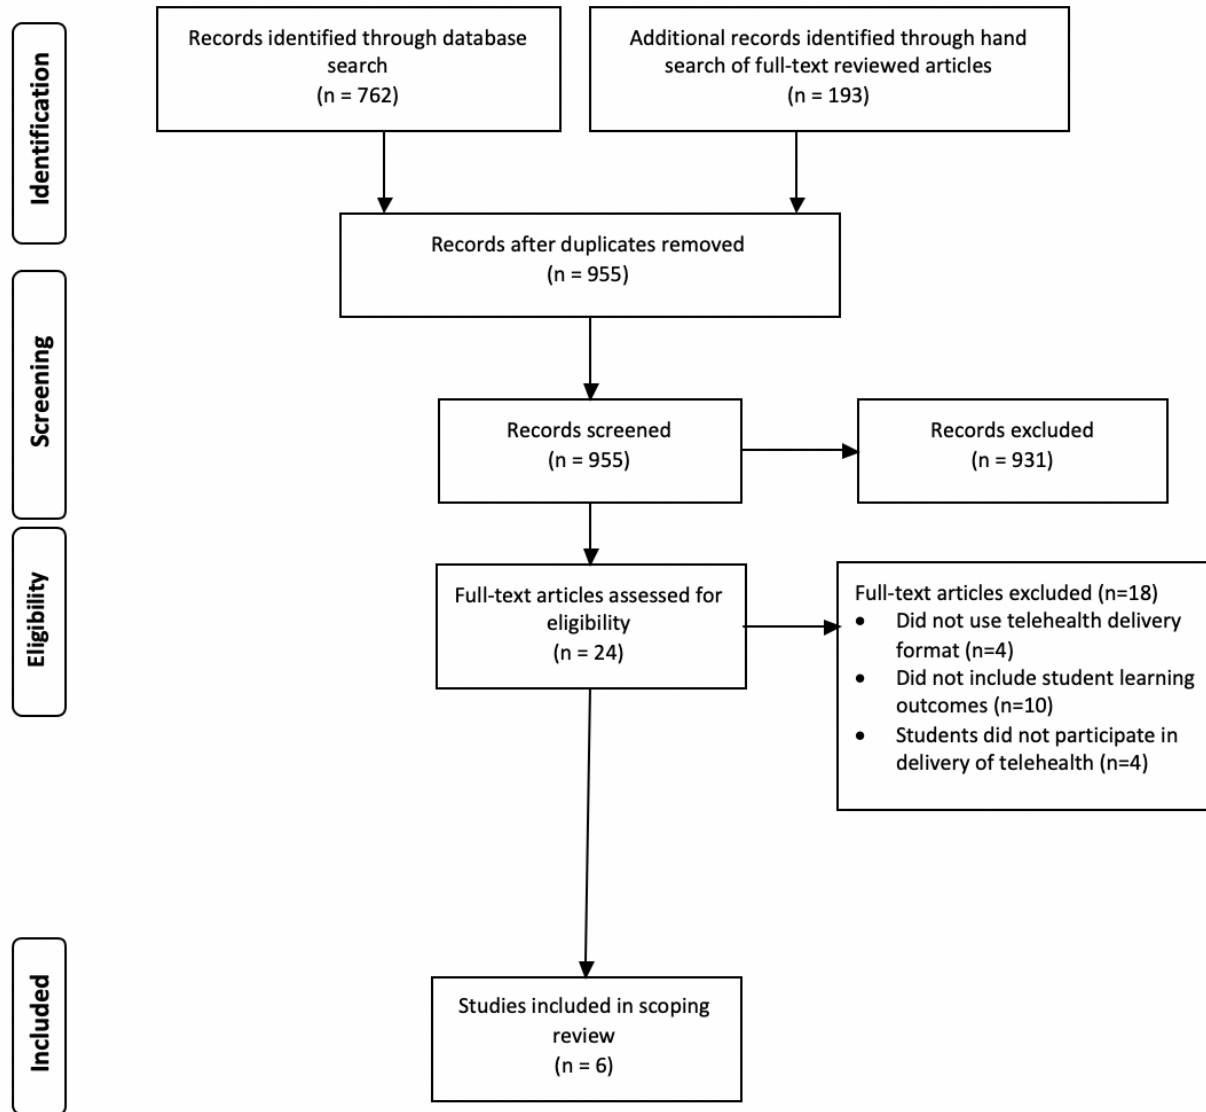 Identification
Records identified through database
search
(n = 762)
Additional records identified through hand
search of full-text reviewed articles
(n = 193)
Records after duplicates removed
(n = 955)
Screening
Records screened
(n = 955)
Records excluded
(n = 931)
Eligibility
Full-text articles assessed for
eligibility
(n = 24)
Full-text articles excluded (n=18)
• Did not use telehealth delivery
format (n=4)
• Did not include student learning
outcomes (n=10)
• Students did not participate in
delivery of telehealth (n=4)
Included
Studies included in scoping
review
(n = 6)